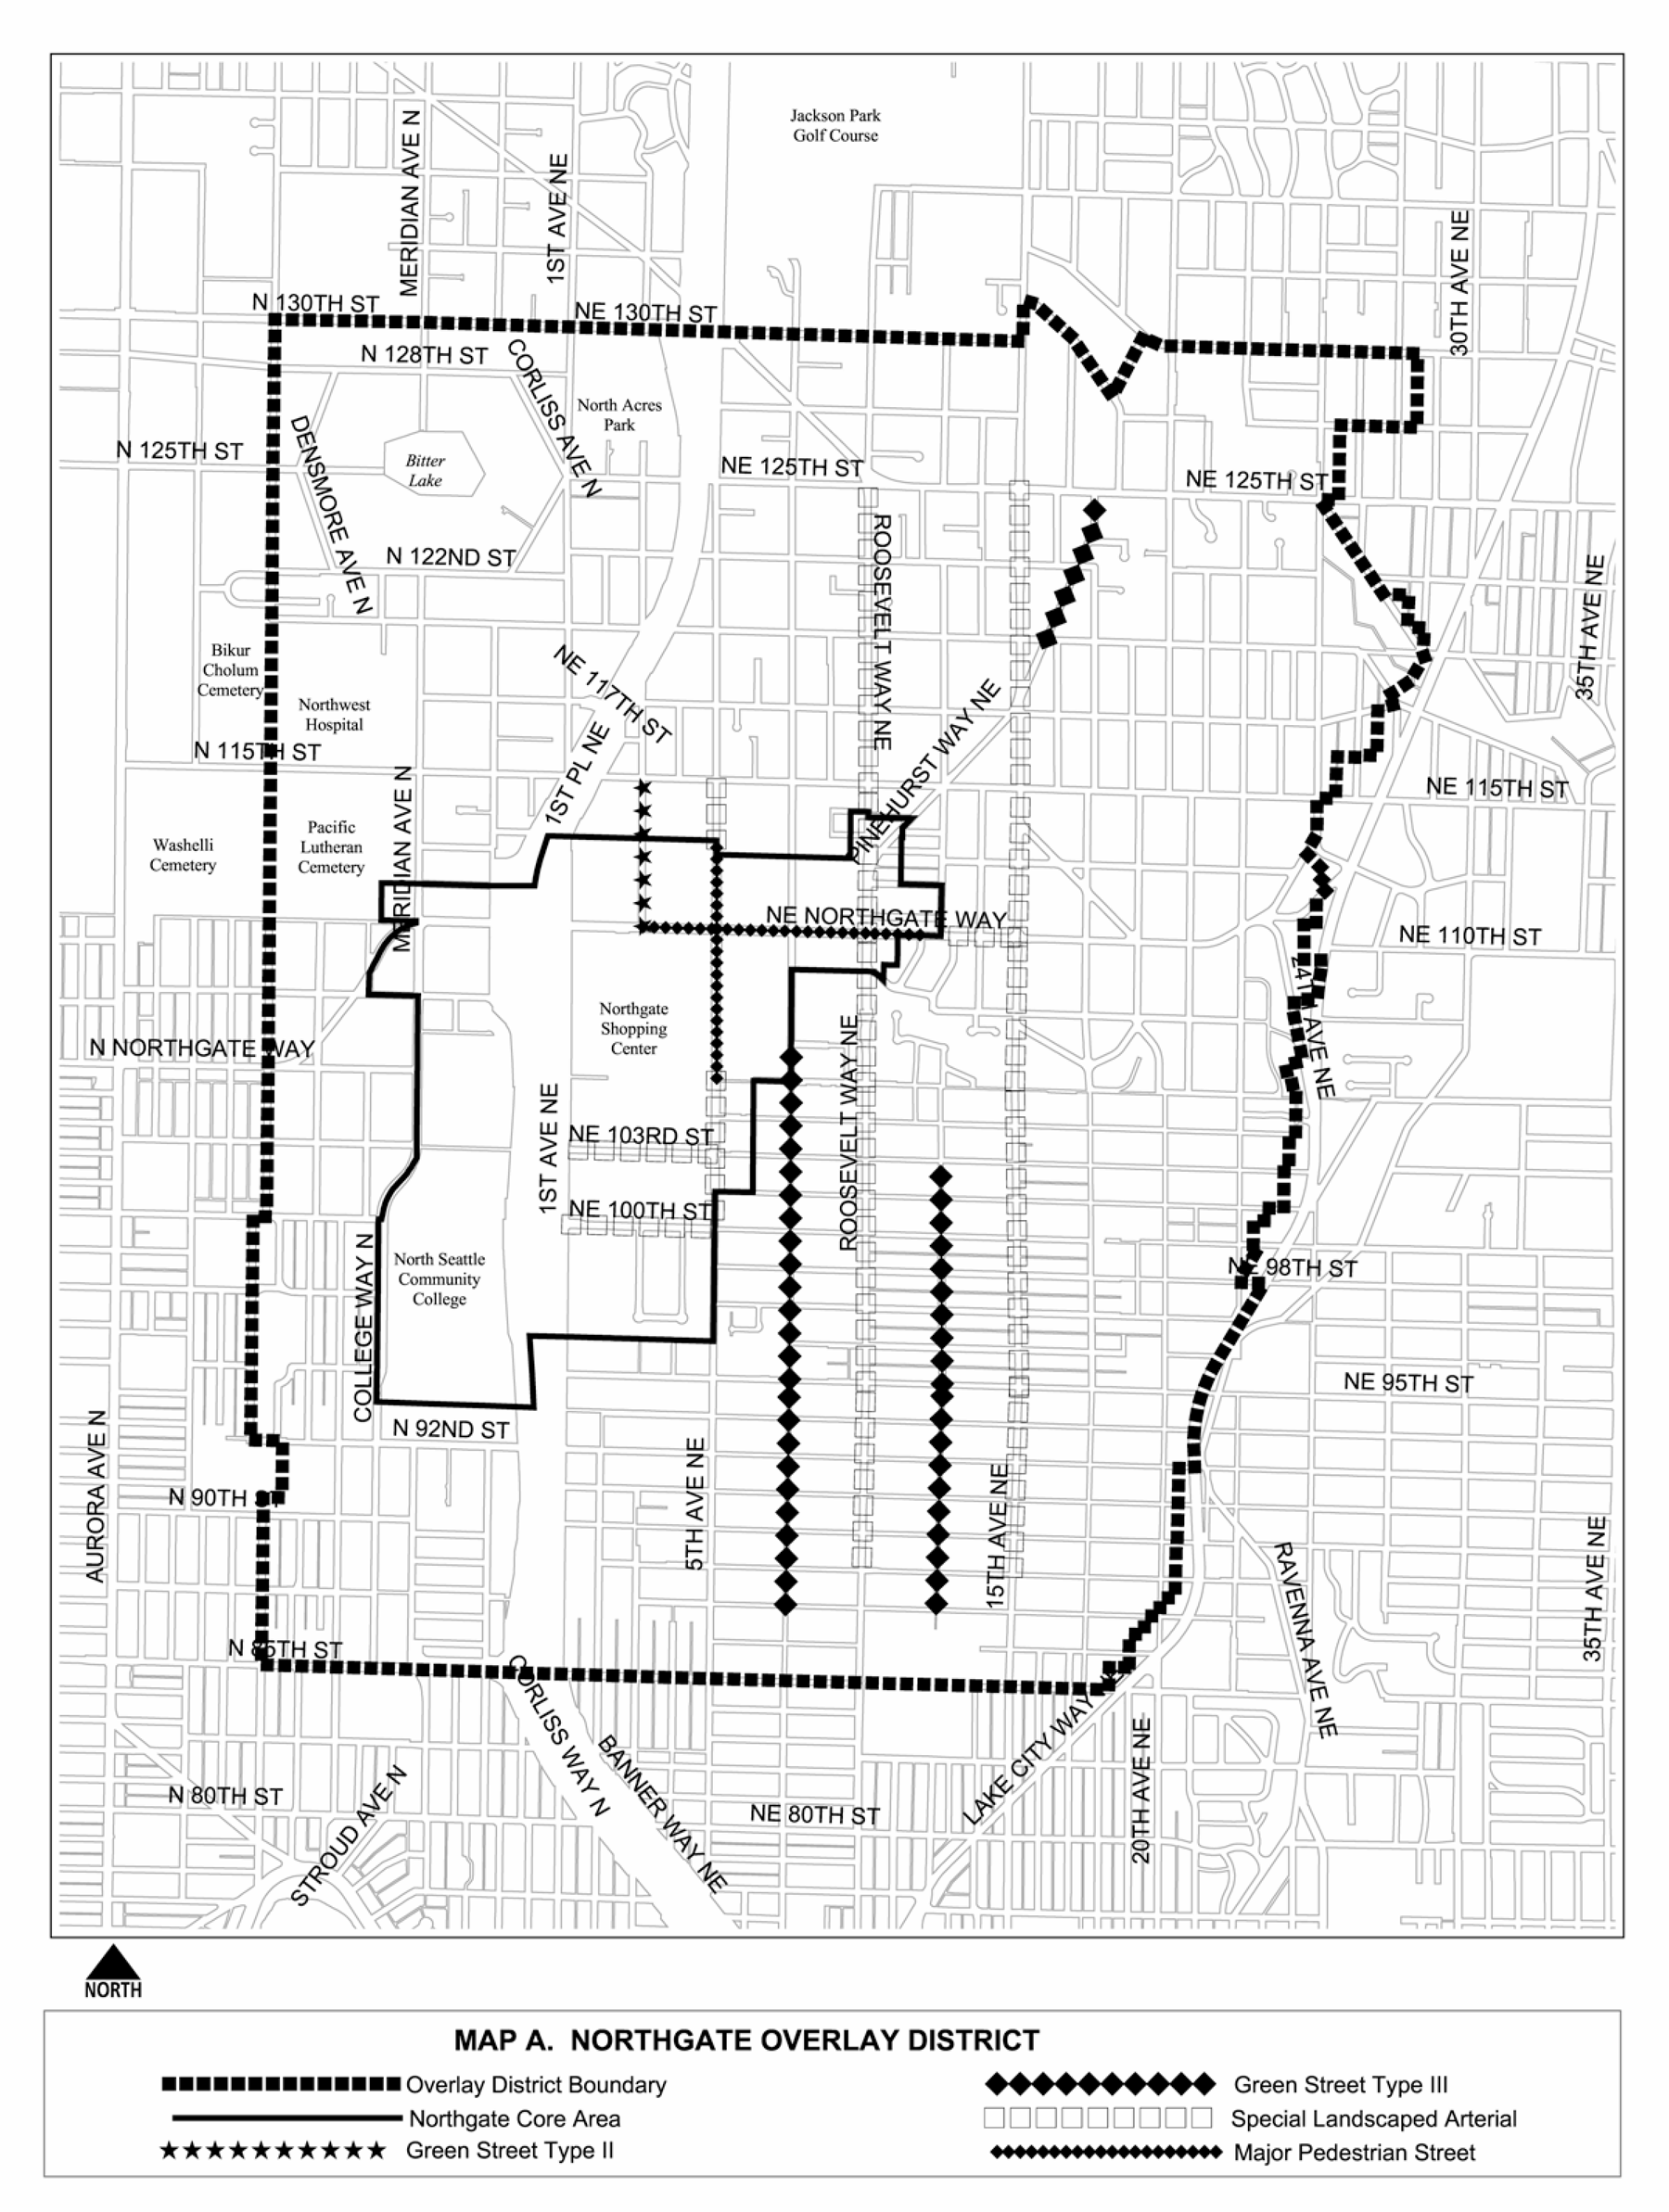 Jackson Park
Golf Course
MERIDIAN AVE N
1ST AVE NE
30TH AVE NE
N 130TH ST
NE 130TH ST
N 128TH ST
CORLISS AVE N
North Acres
Park
DENSMORE AVE N
N 125TH ST
Bitter
Lake
NE 125TH ST
NE 125TH ST
ROOSEVELT WAY NE
N 122ND ST
35TH AVE NE
Bikur
Cholum
Cemetery
NE 117TH ST
Northwest
Hospital
PINEHURST WAY NE
1ST PL NE
N 115TH ST
MERIDIAN AVE N
NE 115TH ST
Washelli
Cemetery
Pacific
Lutheran
Cemetery
NE NORTHGATE WAY
NE 110TH ST
24TH AVE NE
Northgate
Shopping
Center
N NORTHGATE WAY
ROOSEVELT WAY NE
1ST AVE NE
NE 103RD ST
NE 100TH ST
COLLEGE WAY N
North Seattle
Community
College
NE 98TH ST
NE 95TH ST
AURORA AVE N
N 92ND ST
5TH AVE NE
15TH AVE NE
N 90TH ST
RAVENNA AVE NE
35TH AVE NE
N 85TH ST
CORLISS WAY N
BANNER WAY NE
LAKE CITY WAY NE
20TH AVE NE
N 80TH ST
STROUD AVE N
NE 80TH ST
NORTH
MAP A. NORTHGATE OVERLAY DISTRICT
Overlay District Boundary
Northgate Core Area
Green Street Type II
Green Street Type III
Special Landscaped Arterial
Major Pedestrian Street